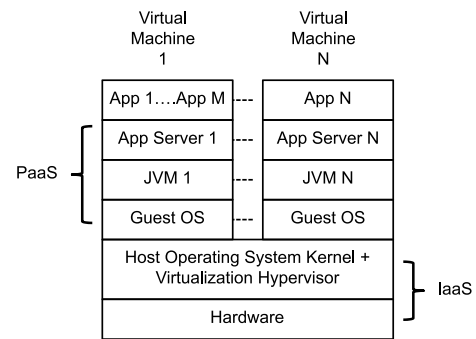 Virtual
Machine
1
Virtual
Machine
N
App 1....App M
App N
App Server 1
App Server N
PaaS
JVM 1
JVM N
Guest OS
Guest OS
Host Operating System Kernel +
Virtualization Hypervisor
IaaS
Hardware